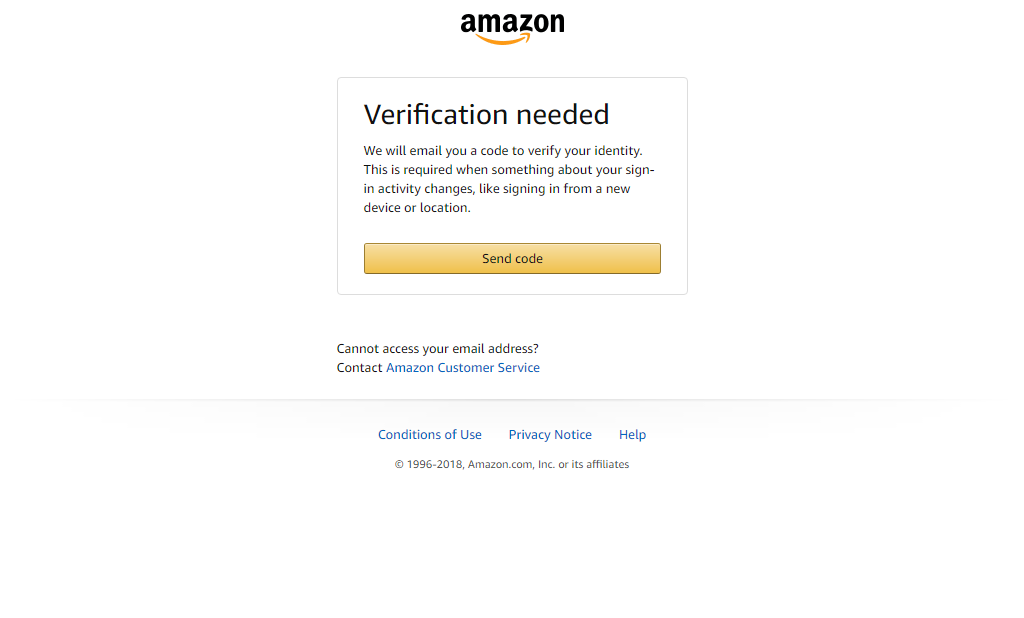 amazon
Verification needed
We will email you a code to verify your identity.
This is required when something about your sign-
in activity changes, like signing in from a new
device or location.
Send code
Cannot access your email address?
Contact Amazon Customer Service
Conditions of Use Privacy Notice Help
© 1996-2018, Amazon.com, Inc. or its affiliates